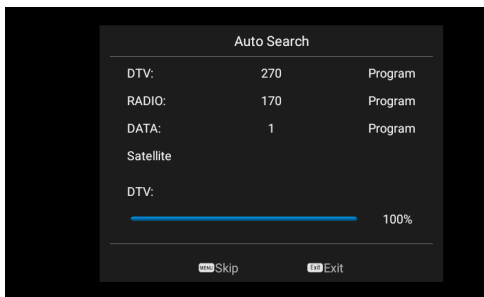 Auto Search
DTV: 270 Program
RADIO: 170 Program
DATA: 1 Program
Satellite
DTV:
100%
MENU Skip Exit Exit